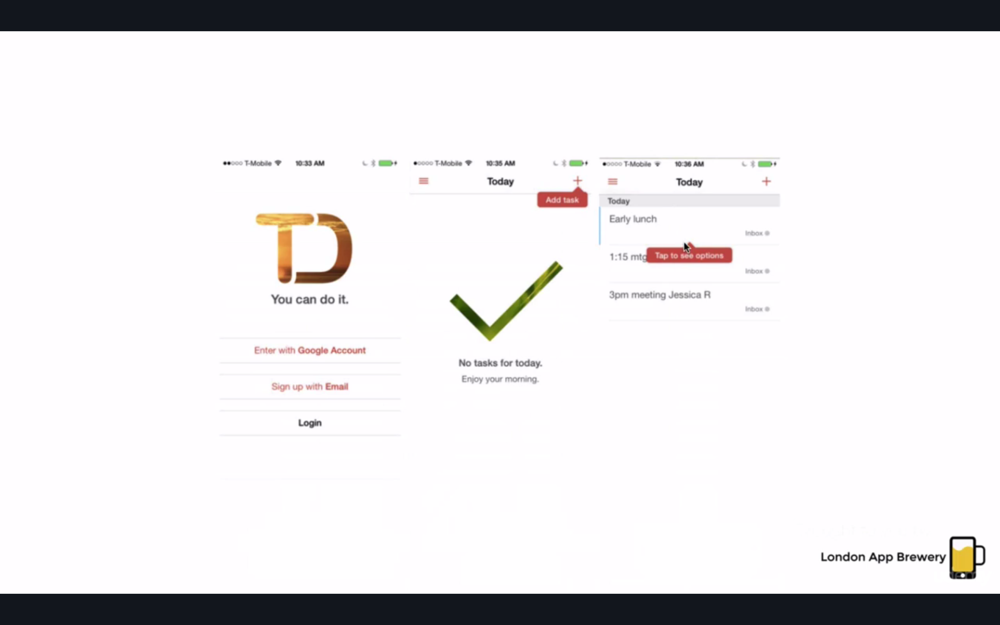 T-Mobile 10:33 AM
TD
You can do it.
Enter with Google Account
Sign up with Email
Login
T-Mobile 10:35 AM
Today
Add task
No tasks for today.
Enjoy your morning.
T-Mobile 10:36 AM
Today
Today
Early lunch
Inbox
1:15 mtg
Tap to see options
Inbox
3pm meeting Jessica R
Inbox
London App Brewery